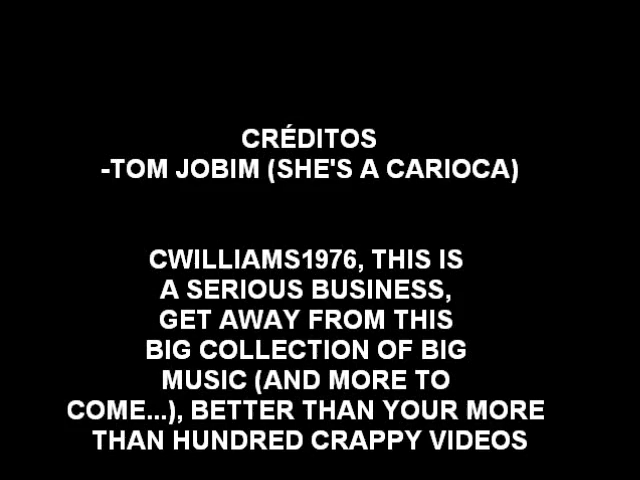 CRÉDITOS
-TOM JOBIM (SHE'S A CARIOCA)
CWILLIAMS1976, THIS IS
A SERIOUS BUSINESS,
GET AWAY FROM THIS
BIG COLLECTION OF BIG
MUSIC (AND MORE TO
COME...), BETTER THAN YOUR MORE
THAN HUNDRED CRAPPY VIDEOS